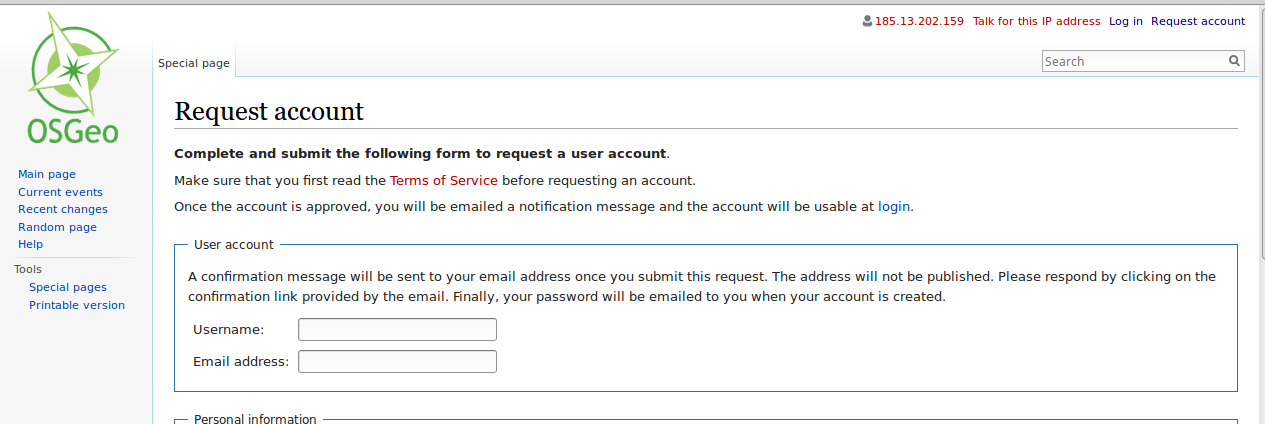 185.13.202.159 Talk for this IP address Log in Request account
Special page
Search
OSGeo
Main page
Current events
Recent changes
Random page
Help
Tools
Special pages
Printable version
Request account
Complete and submit the following form to request a user account.
Make sure that you first read the Terms of Service before requesting an account.
Once the account is approved, you will be emailed a notification message and the account will be usable at login.
User account
A confirmation message will be sent to your email address once you submit this request. The address will not be published. Please respond by clicking on the
confirmation link provided by the email. Finally, your password will be emailed to you when your account is created.
Username:
Email address:
Personal information